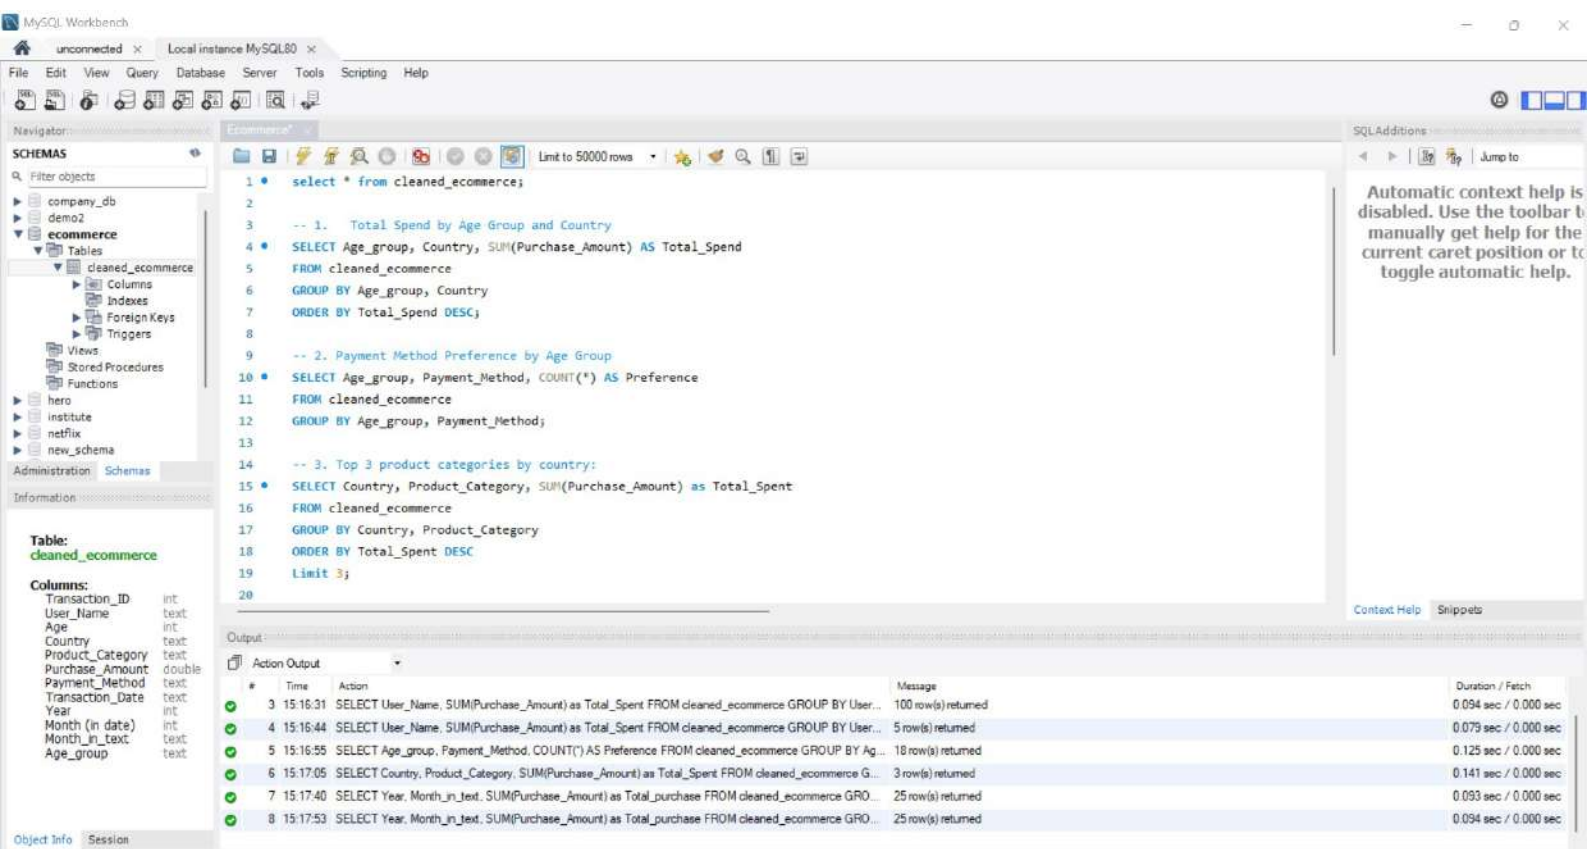 MySQL Workbench
unconnected × Local instance MySQL80 ×
File Edit View Query Database Server Tools Scripting Help
Navigator
SCHEMAS
Filter objects
company_db
demo2
ecommerce
Tables
cleaned_ecommerce
Columns
Indexes
Foreign Keys
Triggers
Views
Stored Procedures
Functions
hero
institute
netflix
new_schema
Administration Schemas
Information
Table:
cleaned_ecommerce
Columns:
Transaction_ID int
User_Name text
Age int
Country text
Product_Category text
Purchase_Amount double
Payment_Method text
Transaction_Date text
Year int
Month (in date) int
Month_in_text text
Age_group text
Object Info Session
Ecommerce* ×
Limit to 50000 rows
1 select * from cleaned_ecommerce;
2
3 -- 1. Total Spend by Age Group and Country
4 SELECT Age_group, Country, SUM(Purchase_Amount) AS Total_Spend
5 FROM cleaned_ecommerce
6 GROUP BY Age_group, Country
7 ORDER BY Total_Spend DESC;
8
9 -- 2. Payment Method Preference by Age Group
10 SELECT Age_group, Payment_Method, COUNT(*) AS Preference
11 FROM cleaned_ecommerce
12 GROUP BY Age_group, Payment_Method;
13
14 -- 3. Top 3 product categories by country:
15 SELECT Country, Product_Category, SUM(Purchase_Amount) as Total_Spent
16 FROM cleaned_ecommerce
17 GROUP BY Country, Product_Category
18 ORDER BY Total_Spent DESC
19 Limit 3;
20
SQLAdditions
Jump to
Automatic context help is
disabled. Use the toolbar t
manually get help for the
current caret position or to
toggle automatic help.
Context Help Snippets
Output
Action Output
# Time Action Message Duration / Fetch
3 15:16:31 SELECT User_Name, SUM(Purchase_Amount) as Total_Spent FROM cleaned_ecommerce GROUP BY User... 100 row(s) returned 0.094 sec / 0.000 sec
4 15:16:44 SELECT User_Name, SUM(Purchase_Amount) as Total_Spent FROM cleaned_ecommerce GROUP BY User... 5 row(s) returned 0.079 sec / 0.000 sec
5 15:16:55 SELECT Age_group, Payment_Method, COUNT(*) AS Preference FROM cleaned_ecommerce GROUP BY Ag... 18 row(s) returned 0.125 sec / 0.000 sec
6 15:17:05 SELECT Country, Product_Category, SUM(Purchase_Amount) as Total_Spent FROM cleaned_ecommerce G... 3 row(s) returned 0.141 sec / 0.000 sec
7 15:17:40 SELECT Year, Month_in_text, SUM(Purchase_Amount) as Total_purchase FROM cleaned_ecommerce GRO... 25 row(s) returned 0.093 sec / 0.000 sec
8 15:17:53 SELECT Year, Month_in_text, SUM(Purchase_Amount) as Total_purchase FROM cleaned_ecommerce GRO... 25 row(s) returned 0.094 sec / 0.000 sec